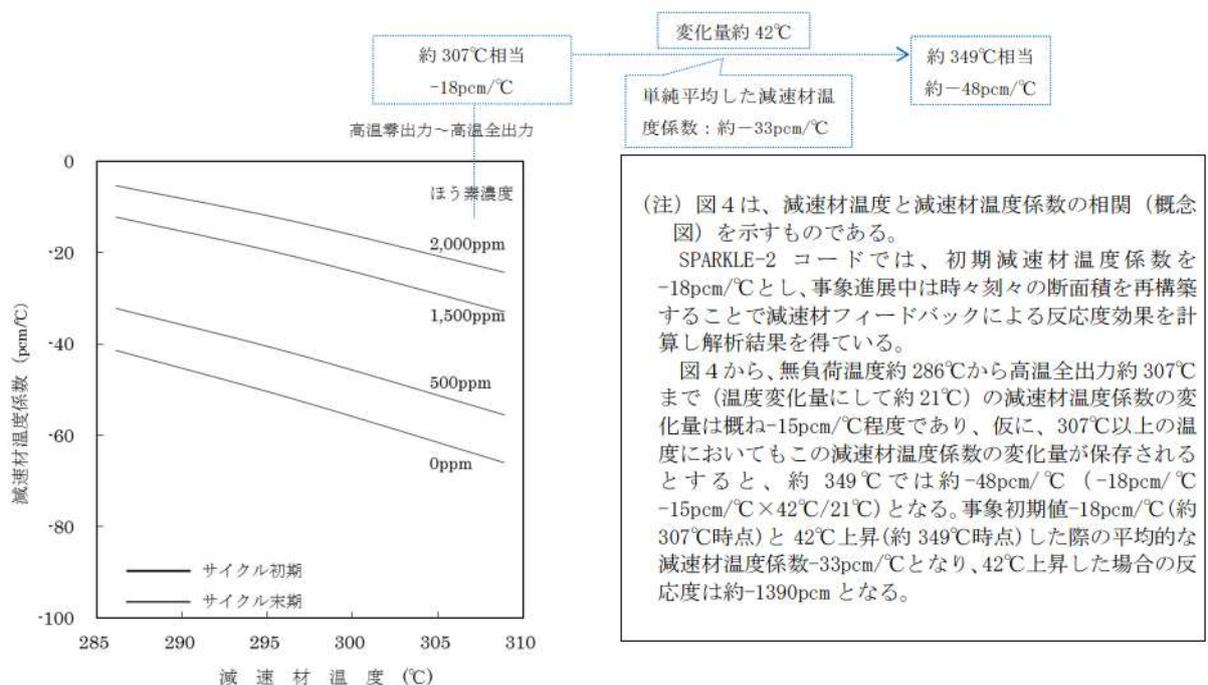 変化量約 42℃
約 307℃相当
-18pcm/℃
約 349℃相当
約－48pcm/℃
単純平均した減速材温
度係数：約－33pcm/℃
高温零出力～高温全出力
0
-20
-40
-60
-80
-100
減速材温度係数 (pcm/℃)
ほう素濃度
2,000ppm
1,500ppm
500ppm
0ppm
サイクル初期
サイクル末期
285
290
295
300
305
310
減 速 材 温 度 (℃)
(注) 図４は、減速材温度と減速材温度係数の相関（概念
図）を示すものである。
SPARKLE-2 コードでは、初期減速材温度係数を
-18pcm/℃とし、事象進展中は時々刻々の断面積を再構築
することで減速材フィードバックによる反応度効果を計
算し解析結果を得ている。
図４から、無負荷温度約 286℃から高温全出力約 307℃
まで（温度変化量にして約 21℃）の減速材温度係数の変
化量は概ね-15pcm/℃程度であり、仮に、307℃以上の温
度においてもこの減速材温度係数の変化量が保存される
とすると、約 349℃では約-48pcm/℃（-18pcm/℃
-15pcm/℃×42℃/21℃）となる。事象初期値-18pcm/℃(約
307℃時点)と 42℃上昇(約 349℃時点)した際の平均的な
減速材温度係数-33pcm/℃となり、42℃上昇した場合の反
応度は約-1390pcm となる。